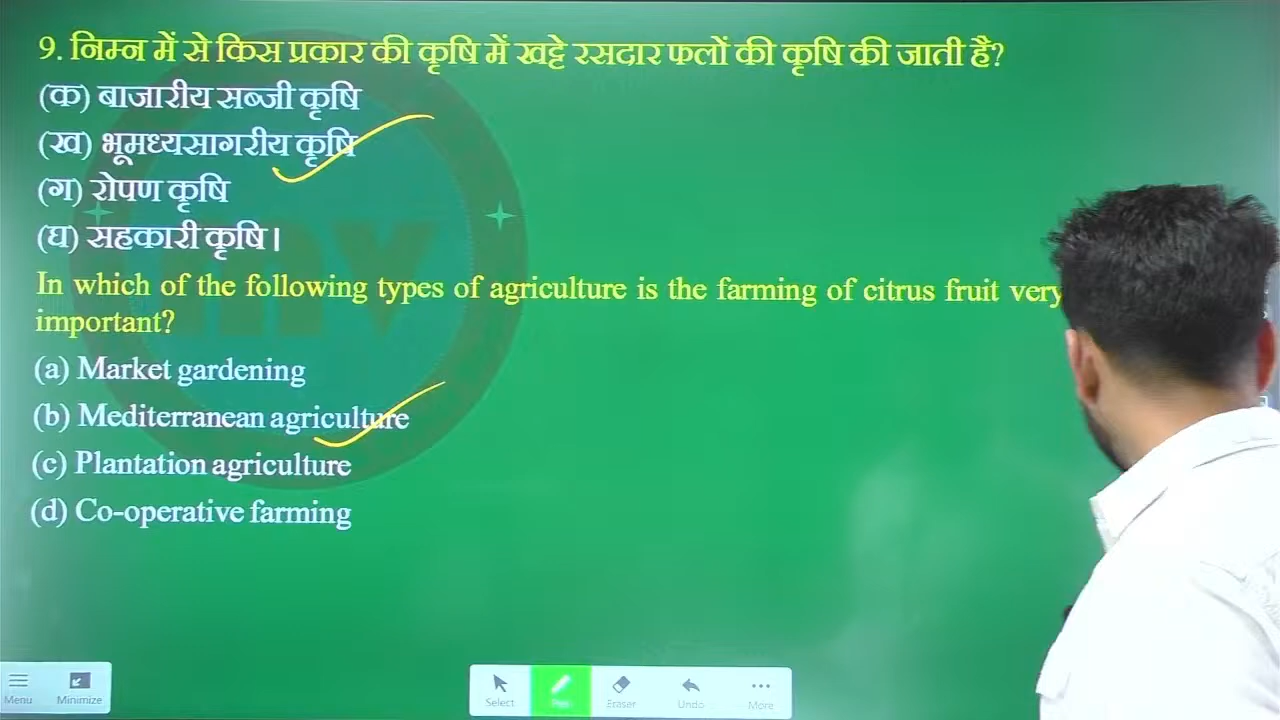 9. निम्न में से किस प्रकार की कृषि में खट्टे रसदार फलों की कृषि की जाती है?
(क) बाजारीय सब्जी कृषि
(ख) भूमध्यसागरीय कृषि
(ग) रोपण कृषि
(घ) सहकारी कृषि।
In which of the following types of agriculture is the farming of citrus fruit very
important?
(a) Market gardening
(b) Mediterranean agriculture
(c) Plantation agriculture
(d) Co-operative farming
Menu Minimize Select Pen Eraser Undo More